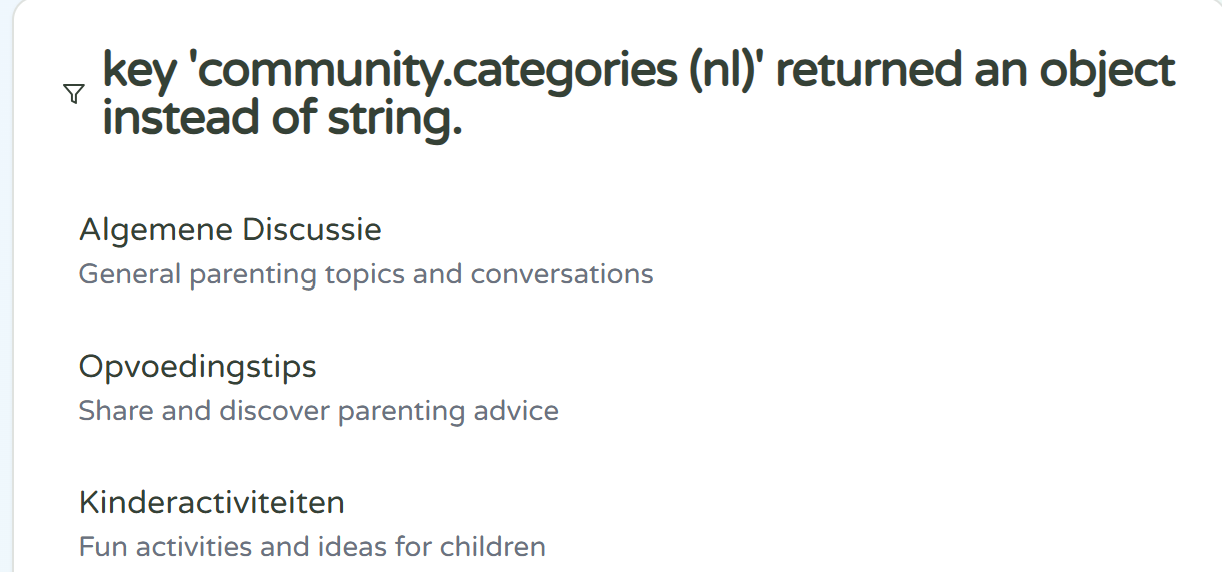 key 'community.categories (nl)' returned an object
instead of string.
Algemene Discussie
General parenting topics and conversations
Opvoedingstips
Share and discover parenting advice
Kinderactiviteiten
Fun activities and ideas for children